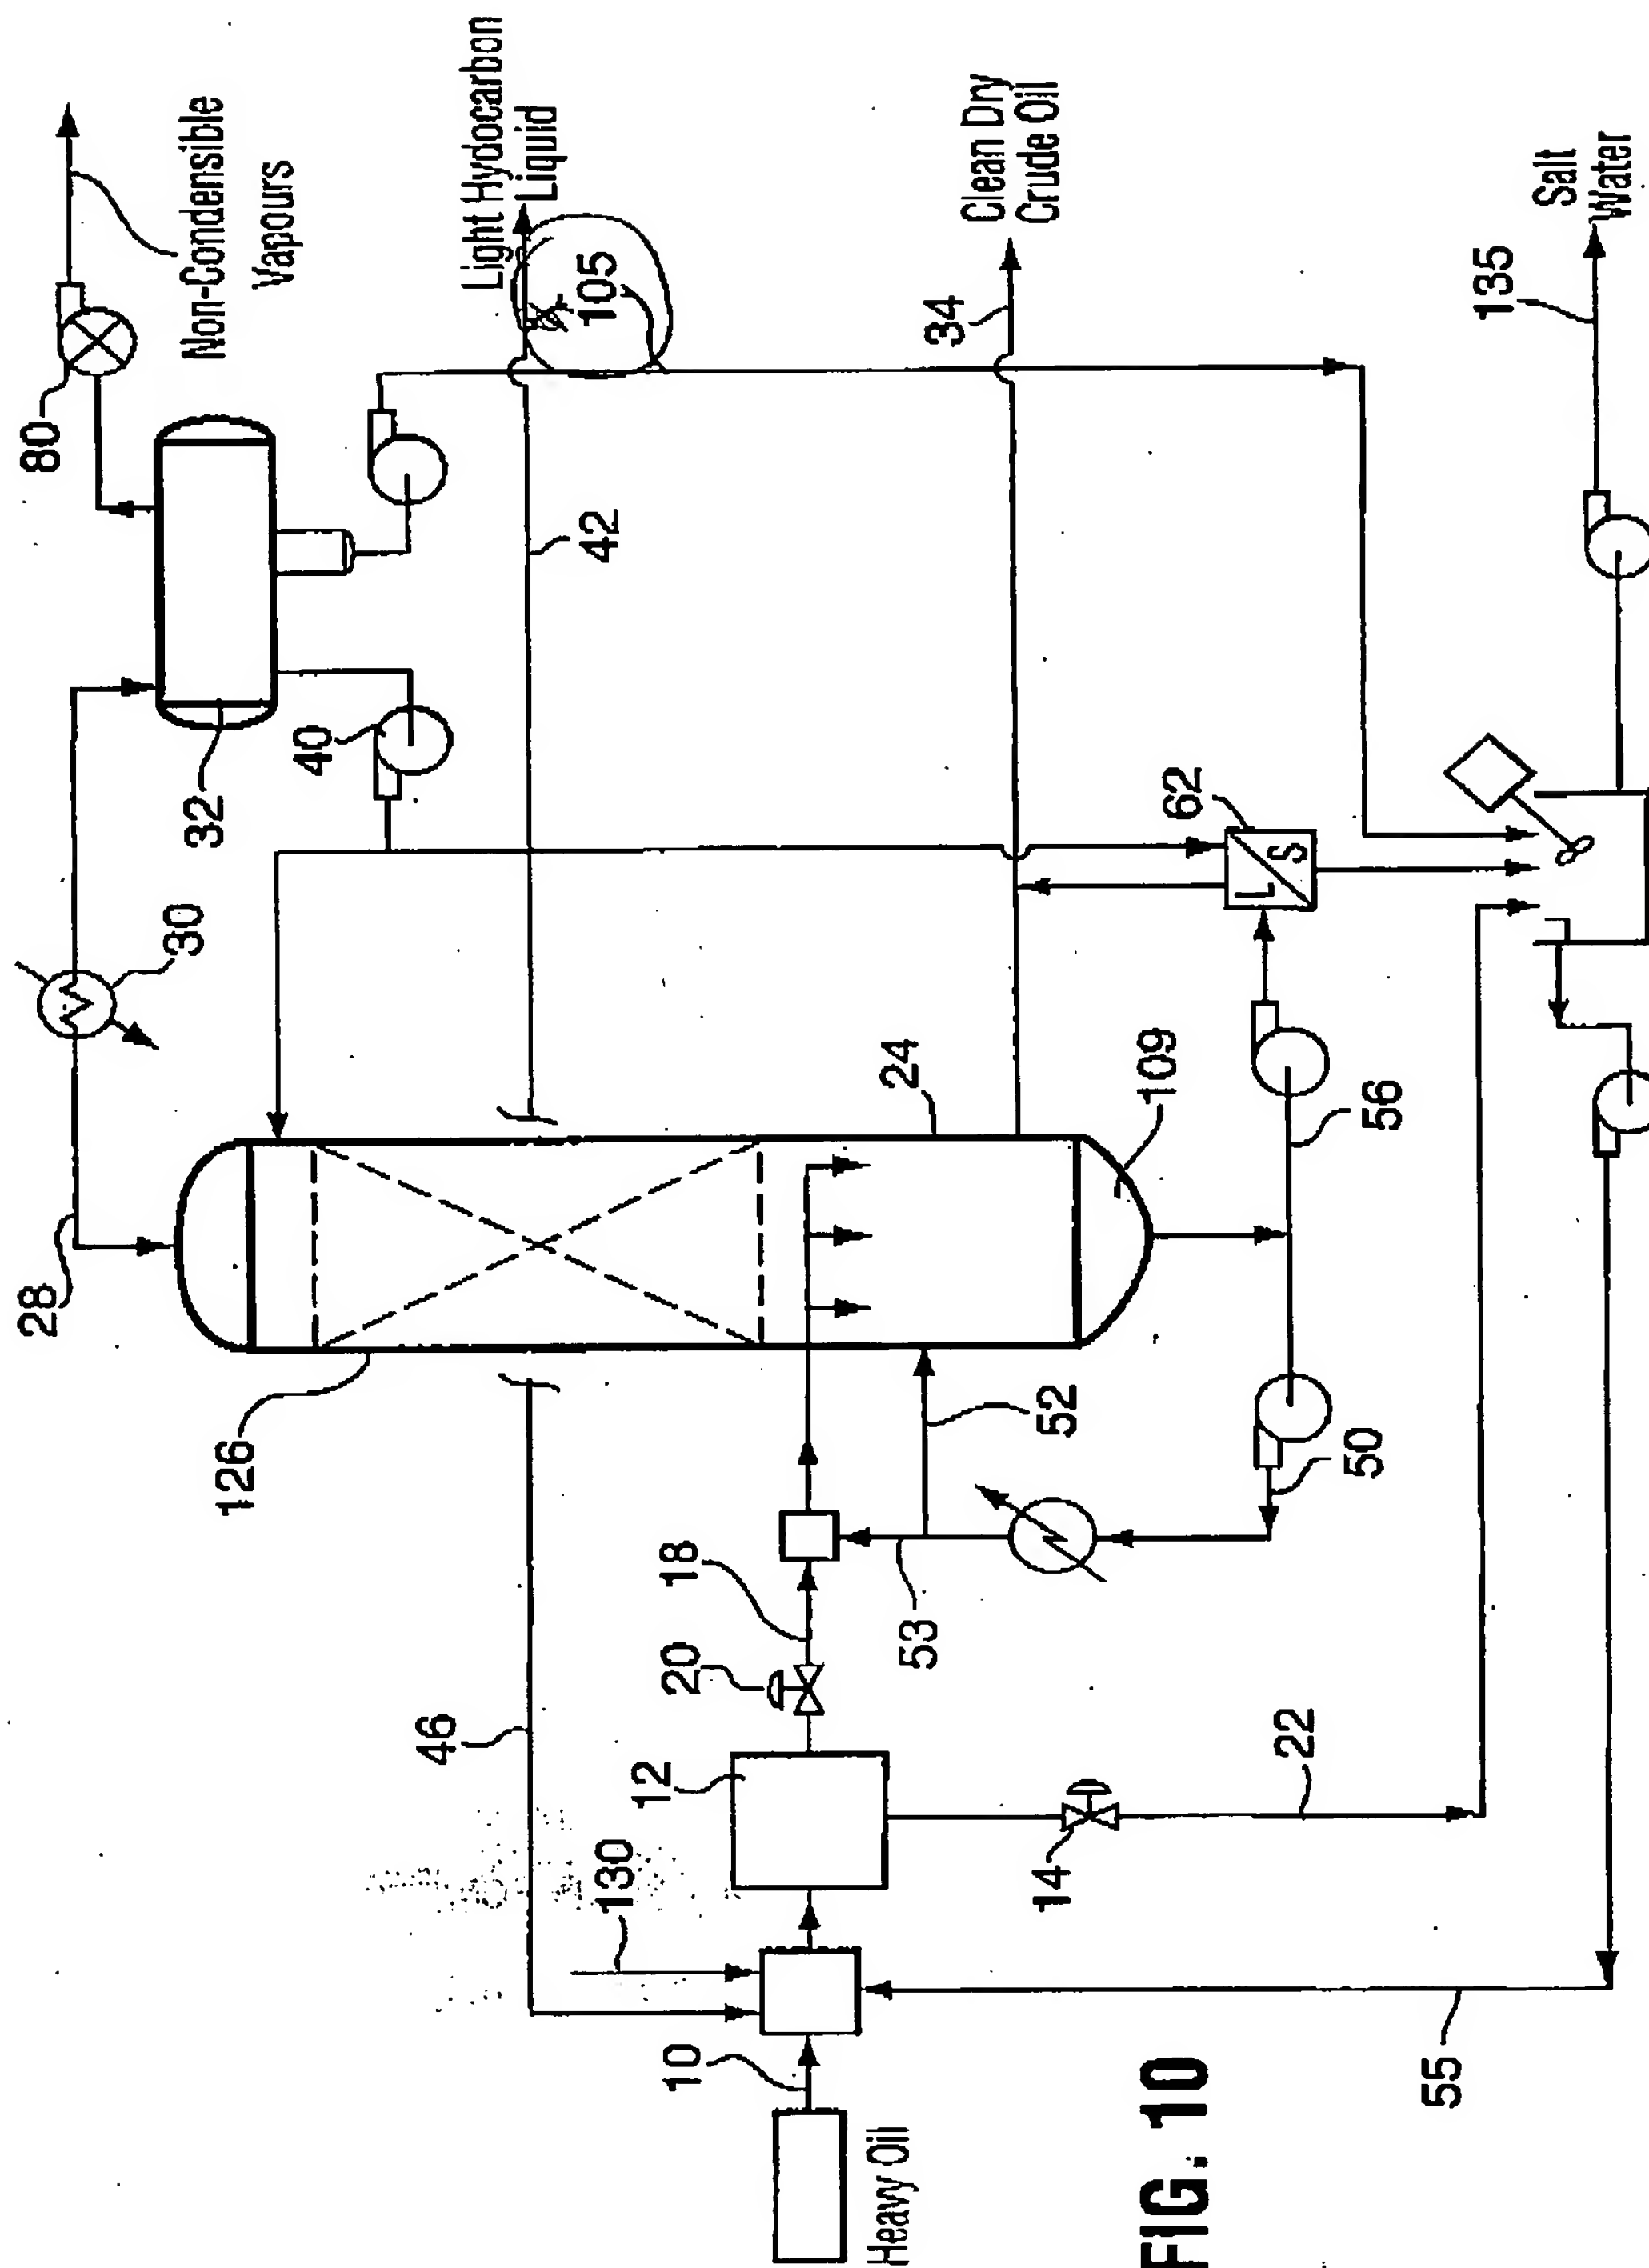 28
80
30
Non-Condensible
Vapours
32
126
40
46
Light Hydocarbon
Liquid
42
105
130
12
10
20
18
Heavy Oil
53
24
34
Clean Dry
Crude Oil
14
52
109
FIG. 10
62
L
S
22
50
56
55
135
Salt
Water